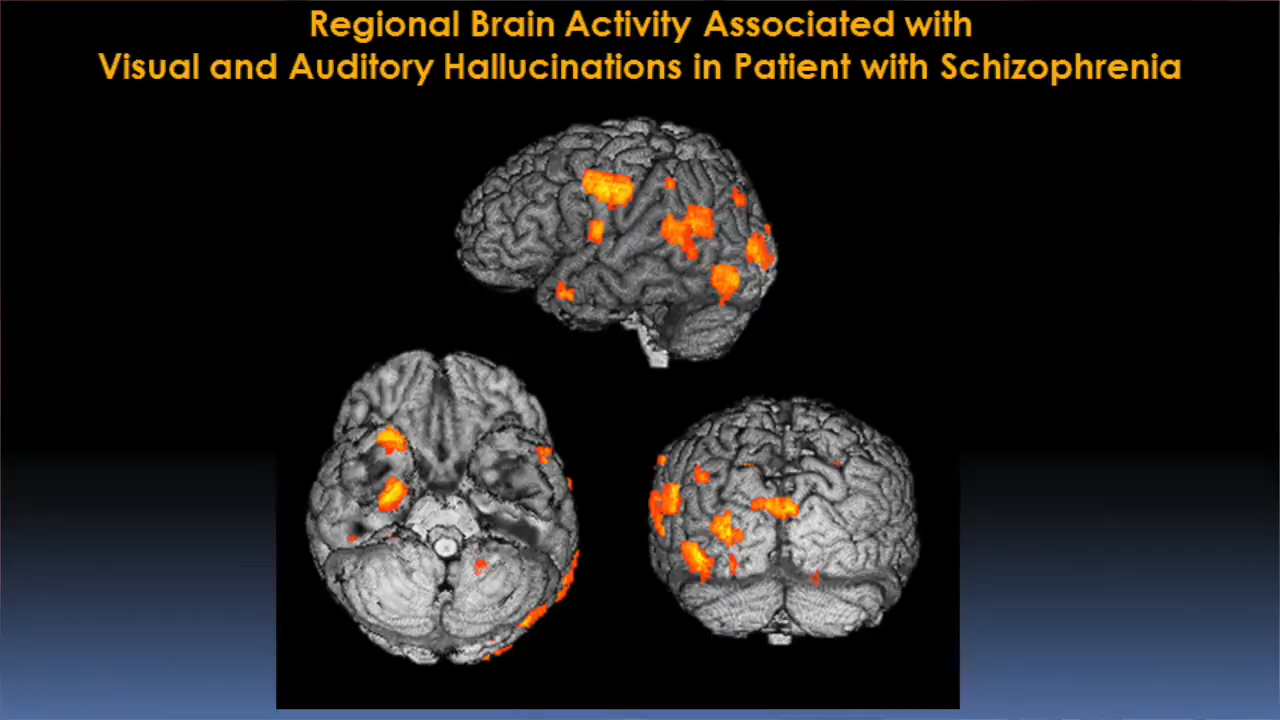 Regional Brain Activity Associated with
Visual and Auditory Hallucinations in Patient with Schizophrenia